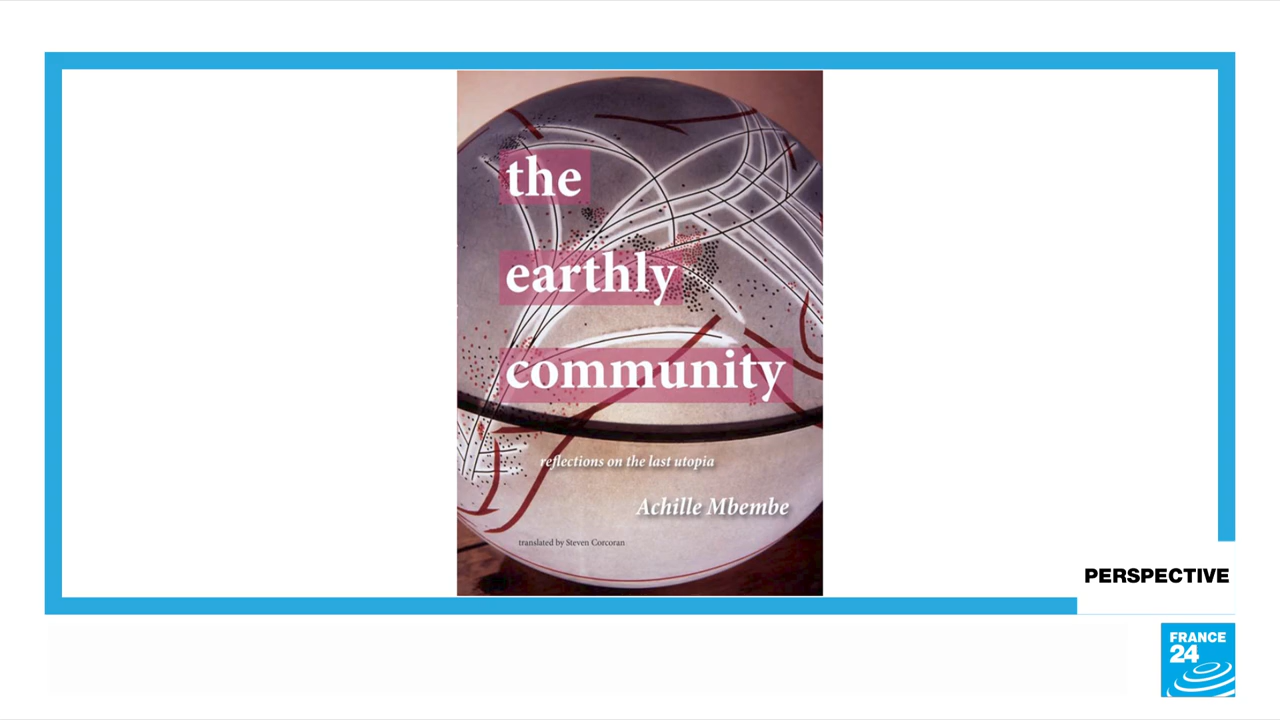 the
earthly
community
reflections on the last utopia
Achille Mbembe
translated by Steven Corcoran
PERSPECTIVE
FRANCE
24